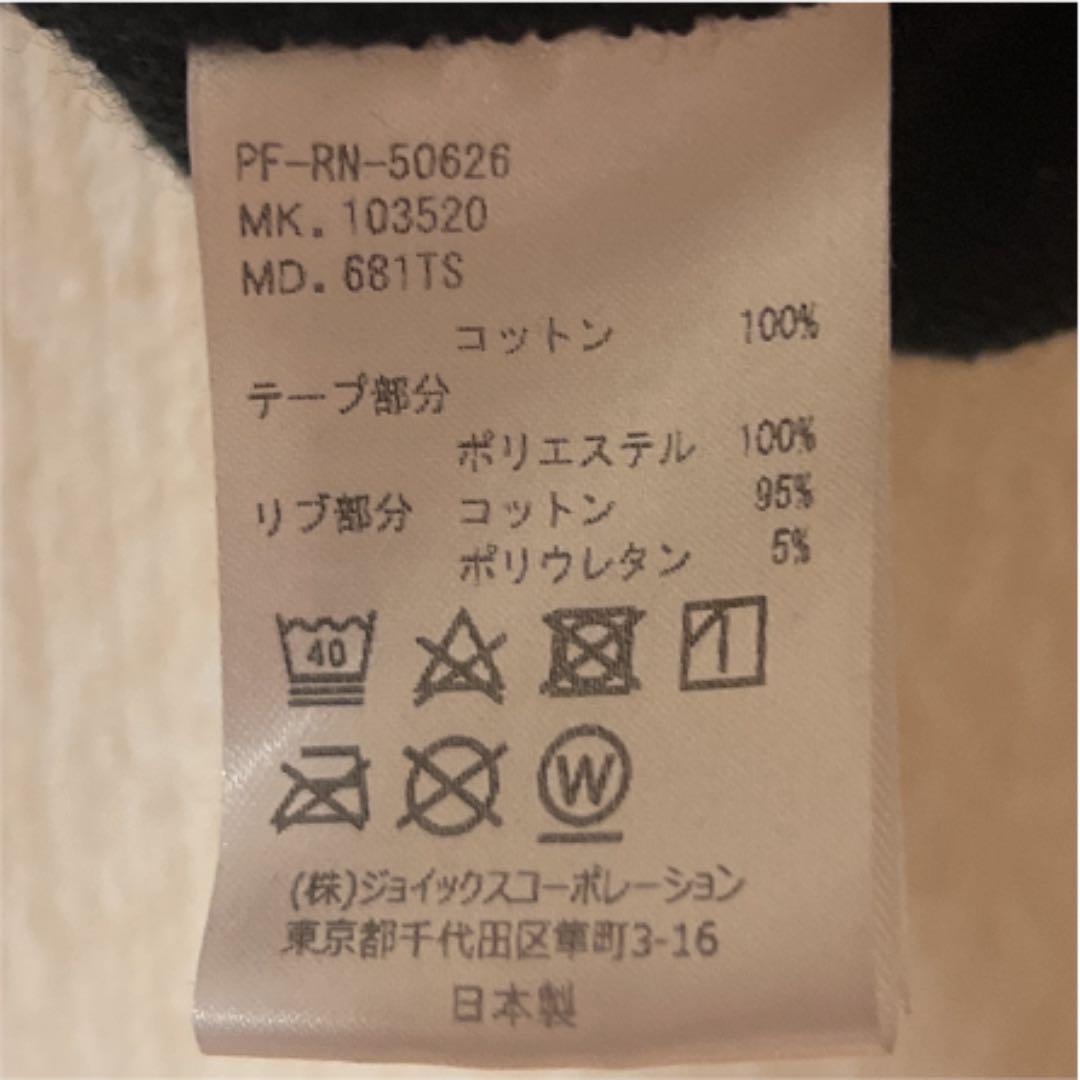 PF-RN-50626
MK. 103520
MD. 681TS
コットン 100%
テープ部分
ポリエステル 100%
リブ部分 コットン 95%
ポリウレタン 5%
40
W
(株)ジョイックスコーポレーション
東京都千代田区隼町3-16
日本製